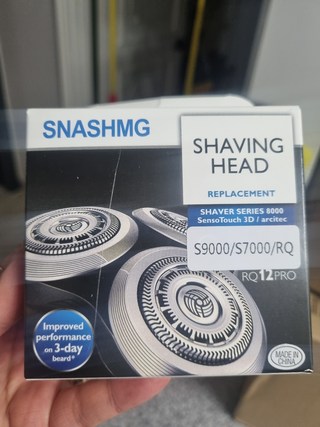 SNASHMG
SHAVING
HEAD
REPLACEMENT
SHAVER SERIES 8000
SensoTouch 3D / arcitec
S9000/S7000/RQ
RQ12PRO
Improved
performance
on 3-day
beard*
MADE IN
CHINA